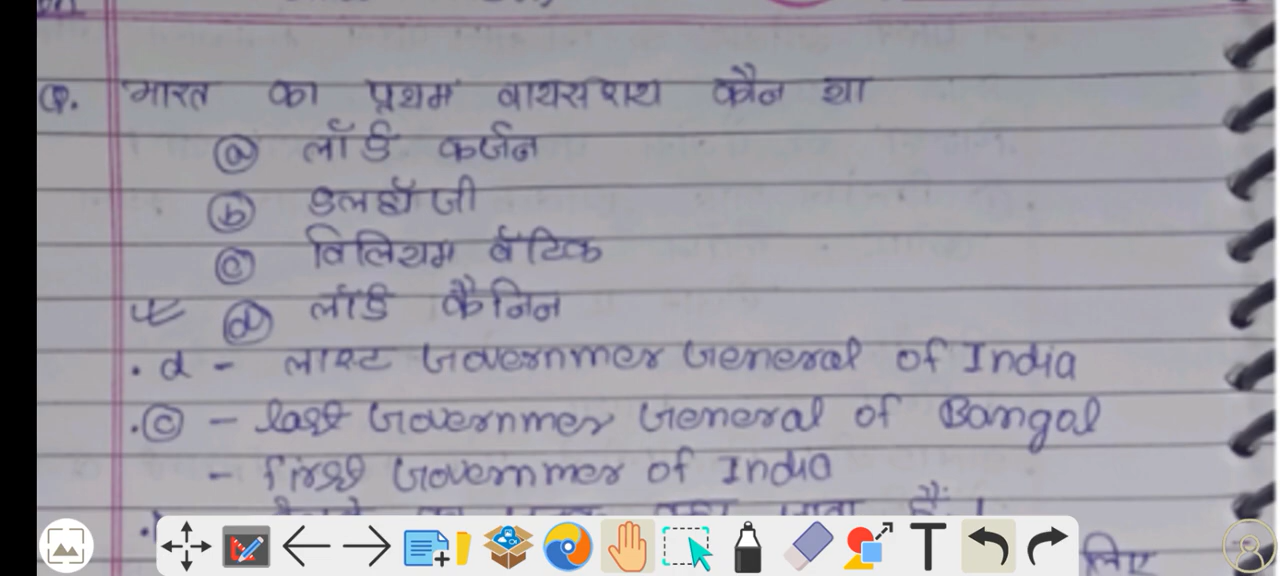 Q. भारत का प्रथम वायसराय कौन था
(a) लॉर्ड कर्जन
(b) डलहौजी
(c) विलियम बैंटिक
(d) लॉर्ड कैनिन
. d - लास्ट Governmer General of India
. (c) - last Governmer General of Bangal
- first Governmer of India
जाता हैं।
लिए
T